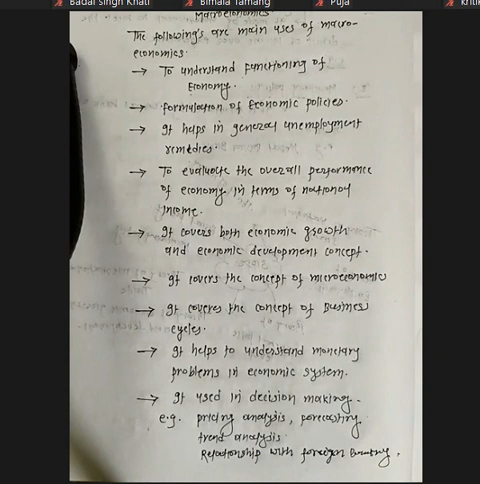 Badal Singh Khati
Bimala Tamang
Puja
kritik
Macroeconomics
The following's are main uses of macro-
economics.
→ To understand functioning of
Economy.
→ formulation of Economic policies.
→ It helps in general unemployment
remedies.
→ To evaluate the overall performance
of economy in terms of national
income.
→ It covers both economic growth
and economic development concept.
→ It covers the concept of microeconomics
→ It coveres the concept of Business
cycles.
→ It helps to understand monetary
problems in economic system.
→ It used in decision making.
e.g. pricing analysis, forecasting
trend analysis
Relationship with foreign country.